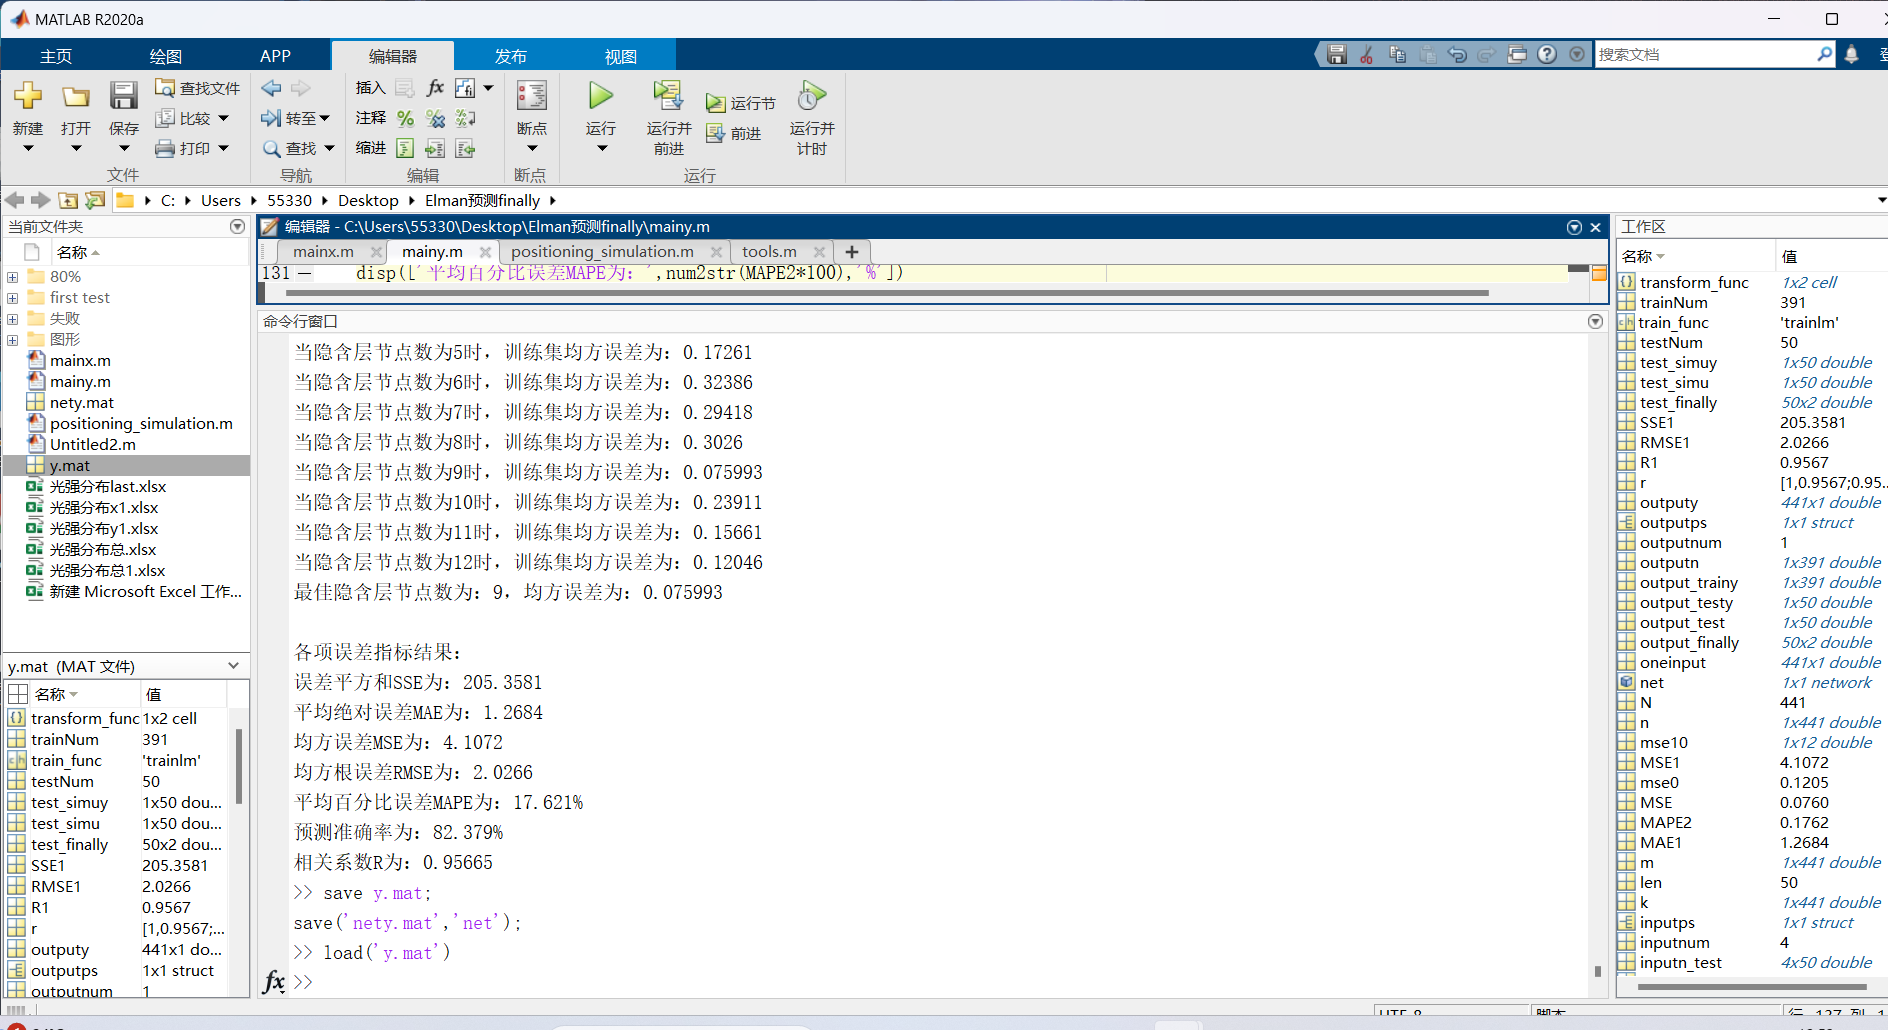 MATLAB R2020a
主页 绘图 APP 编辑器 发布 视图
搜索文档
新建 打开 保存 查找文件 比较 打印
文件
转至 查找
导航
插入 fx
注释
缩进
编辑
断点
断点
运行 运行并前进 运行节 前进 运行并计时
运行
C: Users 55330 Desktop Elman预测finally
当前文件夹
名称
80%
first test
失败
图形
mainx.m
mainy.m
nety.mat
positioning_simulation.m
Untitled2.m
y.mat
光强分布last.xlsx
光强分布x1.xlsx
光强分布y1.xlsx
光强分布总.xlsx
光强分布总1.xlsx
新建 Microsoft Excel 工作...
y.mat (MAT 文件)
名称 值
transform_func 1x2 cell
trainNum 391
train_func 'trainlm'
testNum 50
test_simuy 1x50 dou...
test_simu 1x50 dou...
test_finally 50x2 dou...
SSE1 205.3581
RMSE1 2.0266
R1 0.9567
r [1,0.9567;...
outputy 441x1 do...
outputps 1x1 struct
outputnum 1
编辑器 - C:\Users\55330\Desktop\Elman预测finally\mainy.m
mainx.m mainy.m positioning_simulation.m tools.m
131 disp(['平均百分比误差MAPE为: ',num2str(MAPE2*100),'%'])
命令行窗口
当隐含层节点数为5时，训练集均方误差为：0.17261
当隐含层节点数为6时，训练集均方误差为：0.32386
当隐含层节点数为7时，训练集均方误差为：0.29418
当隐含层节点数为8时，训练集均方误差为：0.3026
当隐含层节点数为9时，训练集均方误差为：0.075993
当隐含层节点数为10时，训练集均方误差为：0.23911
当隐含层节点数为11时，训练集均方误差为：0.15661
当隐含层节点数为12时，训练集均方误差为：0.12046
最佳隐含层节点数为：9，均方误差为：0.075993
各项误差指标结果：
误差平方和SSE为：205.3581
平均绝对误差MAE为：1.2684
均方误差MSE为：4.1072
均方根误差RMSE为：2.0266
平均百分比误差MAPE为：17.621%
预测准确率为：82.379%
相关系数R为：0.95665
>> save y.mat;
save('nety.mat','net');
>> load('y.mat')
fx >>
工作区
名称 值
transform_func 1x2 cell
trainNum 391
train_func 'trainlm'
testNum 50
test_simuy 1x50 double
test_simu 1x50 double
test_finally 50x2 double
SSE1 205.3581
RMSE1 2.0266
R1 0.9567
r [1,0.9567;0.95...
outputy 441x1 double
outputps 1x1 struct
outputnum 1
outputn 1x391 double
output_trainy 1x391 double
output_testy 1x50 double
output_test 1x50 double
output_finally 50x2 double
oneinput 441x1 double
net 1x1 network
N 441
n 1x441 double
mse10 1x12 double
MSE1 4.1072
mse0 0.1205
MSE 0.0760
MAPE2 0.1762
MAE1 1.2684
m 1x441 double
len 50
k 1x441 double
inputps 1x1 struct
inputnum 4
inputn_test 4x50 double
UTF-8 脚本